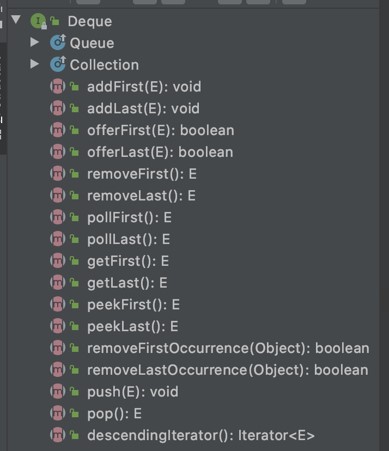 Deque
Queue
Collection
addFirst(E): void
addLast(E): void
offerFirst(E): boolean
offerLast(E): boolean
removeFirst(): E
removeLast(): E
pollFirst(): E
pollLast(): E
getFirst(): E
getLast(): E
peekFirst(): E
peekLast(): E
removeFirstOccurrence(Object): boolean
removeLastOccurrence(Object): boolean
push(E): void
pop(): E
descendingIterator(): Iterator<E>